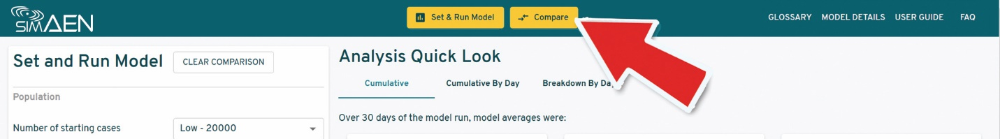 SIMAEN
Set & Run Model
Compare
GLOSSARY
MODEL DETAILS
USER GUIDE
FAQ
Set and Run Model
CLEAR COMPARISON
Analysis Quick Look
Cumulative
Cumulative By Day
Breakdown By Day
Population
Over 30 days of the model run, model averages were:
Number of starting cases
Low - 20000